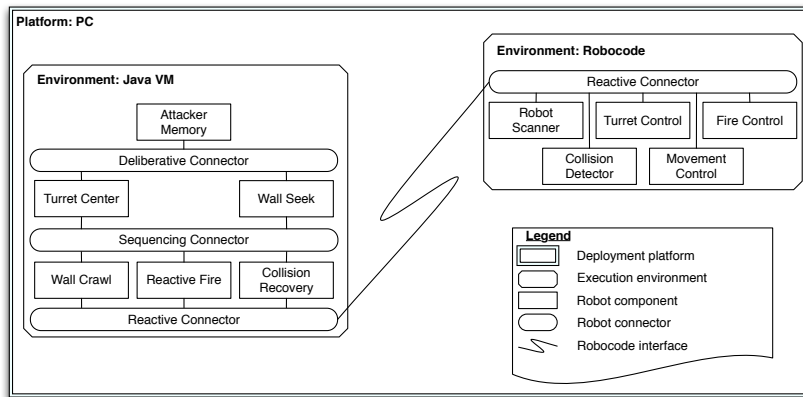 Platform: PC
Environment: Java VM
Attacker
Memory
Deliberative Connector
Turret Center
Wall Seek
Sequencing Connector
Wall Crawl
Reactive Fire
Collision
Recovery
Reactive Connector
Environment: Robocode
Reactive Connector
Robot
Scanner
Turret Control
Fire Control
Collision
Detector
Movement
Control
Legend
Deployment platform
Execution environment
Robot component
Robot connector
Robocode interface